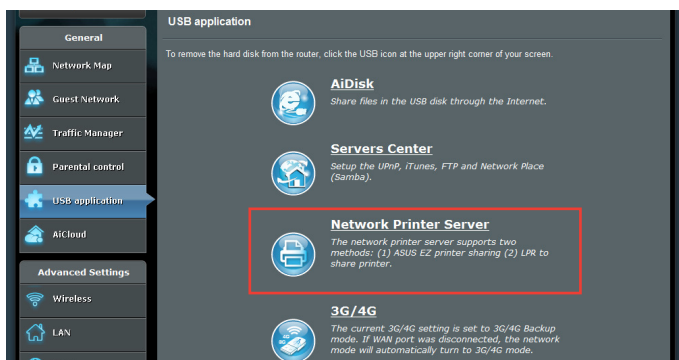 USB application
General
To remove the hard disk from the router, click the USB icon at the upper right corner of your screen.
Network Map
Guest Network
Traffic Manager
Parental control
USB application
AiCloud
Advanced Settings
Wireless
LAN
AiDisk
Share files in the USB disk through the Internet.
Servers Center
Setup the UPnP, iTunes, FTP and Network Place
(Samba).
Network Printer Server
The network printer server supports two
methods: (1) ASUS EZ printer sharing (2) LPR to
share printer.
3G/4G
The current 3G/4G setting is set to 3G/4G Backup
mode. If WAN port was disconnected, the network
mode will automatically turn to 3G/4G mode.